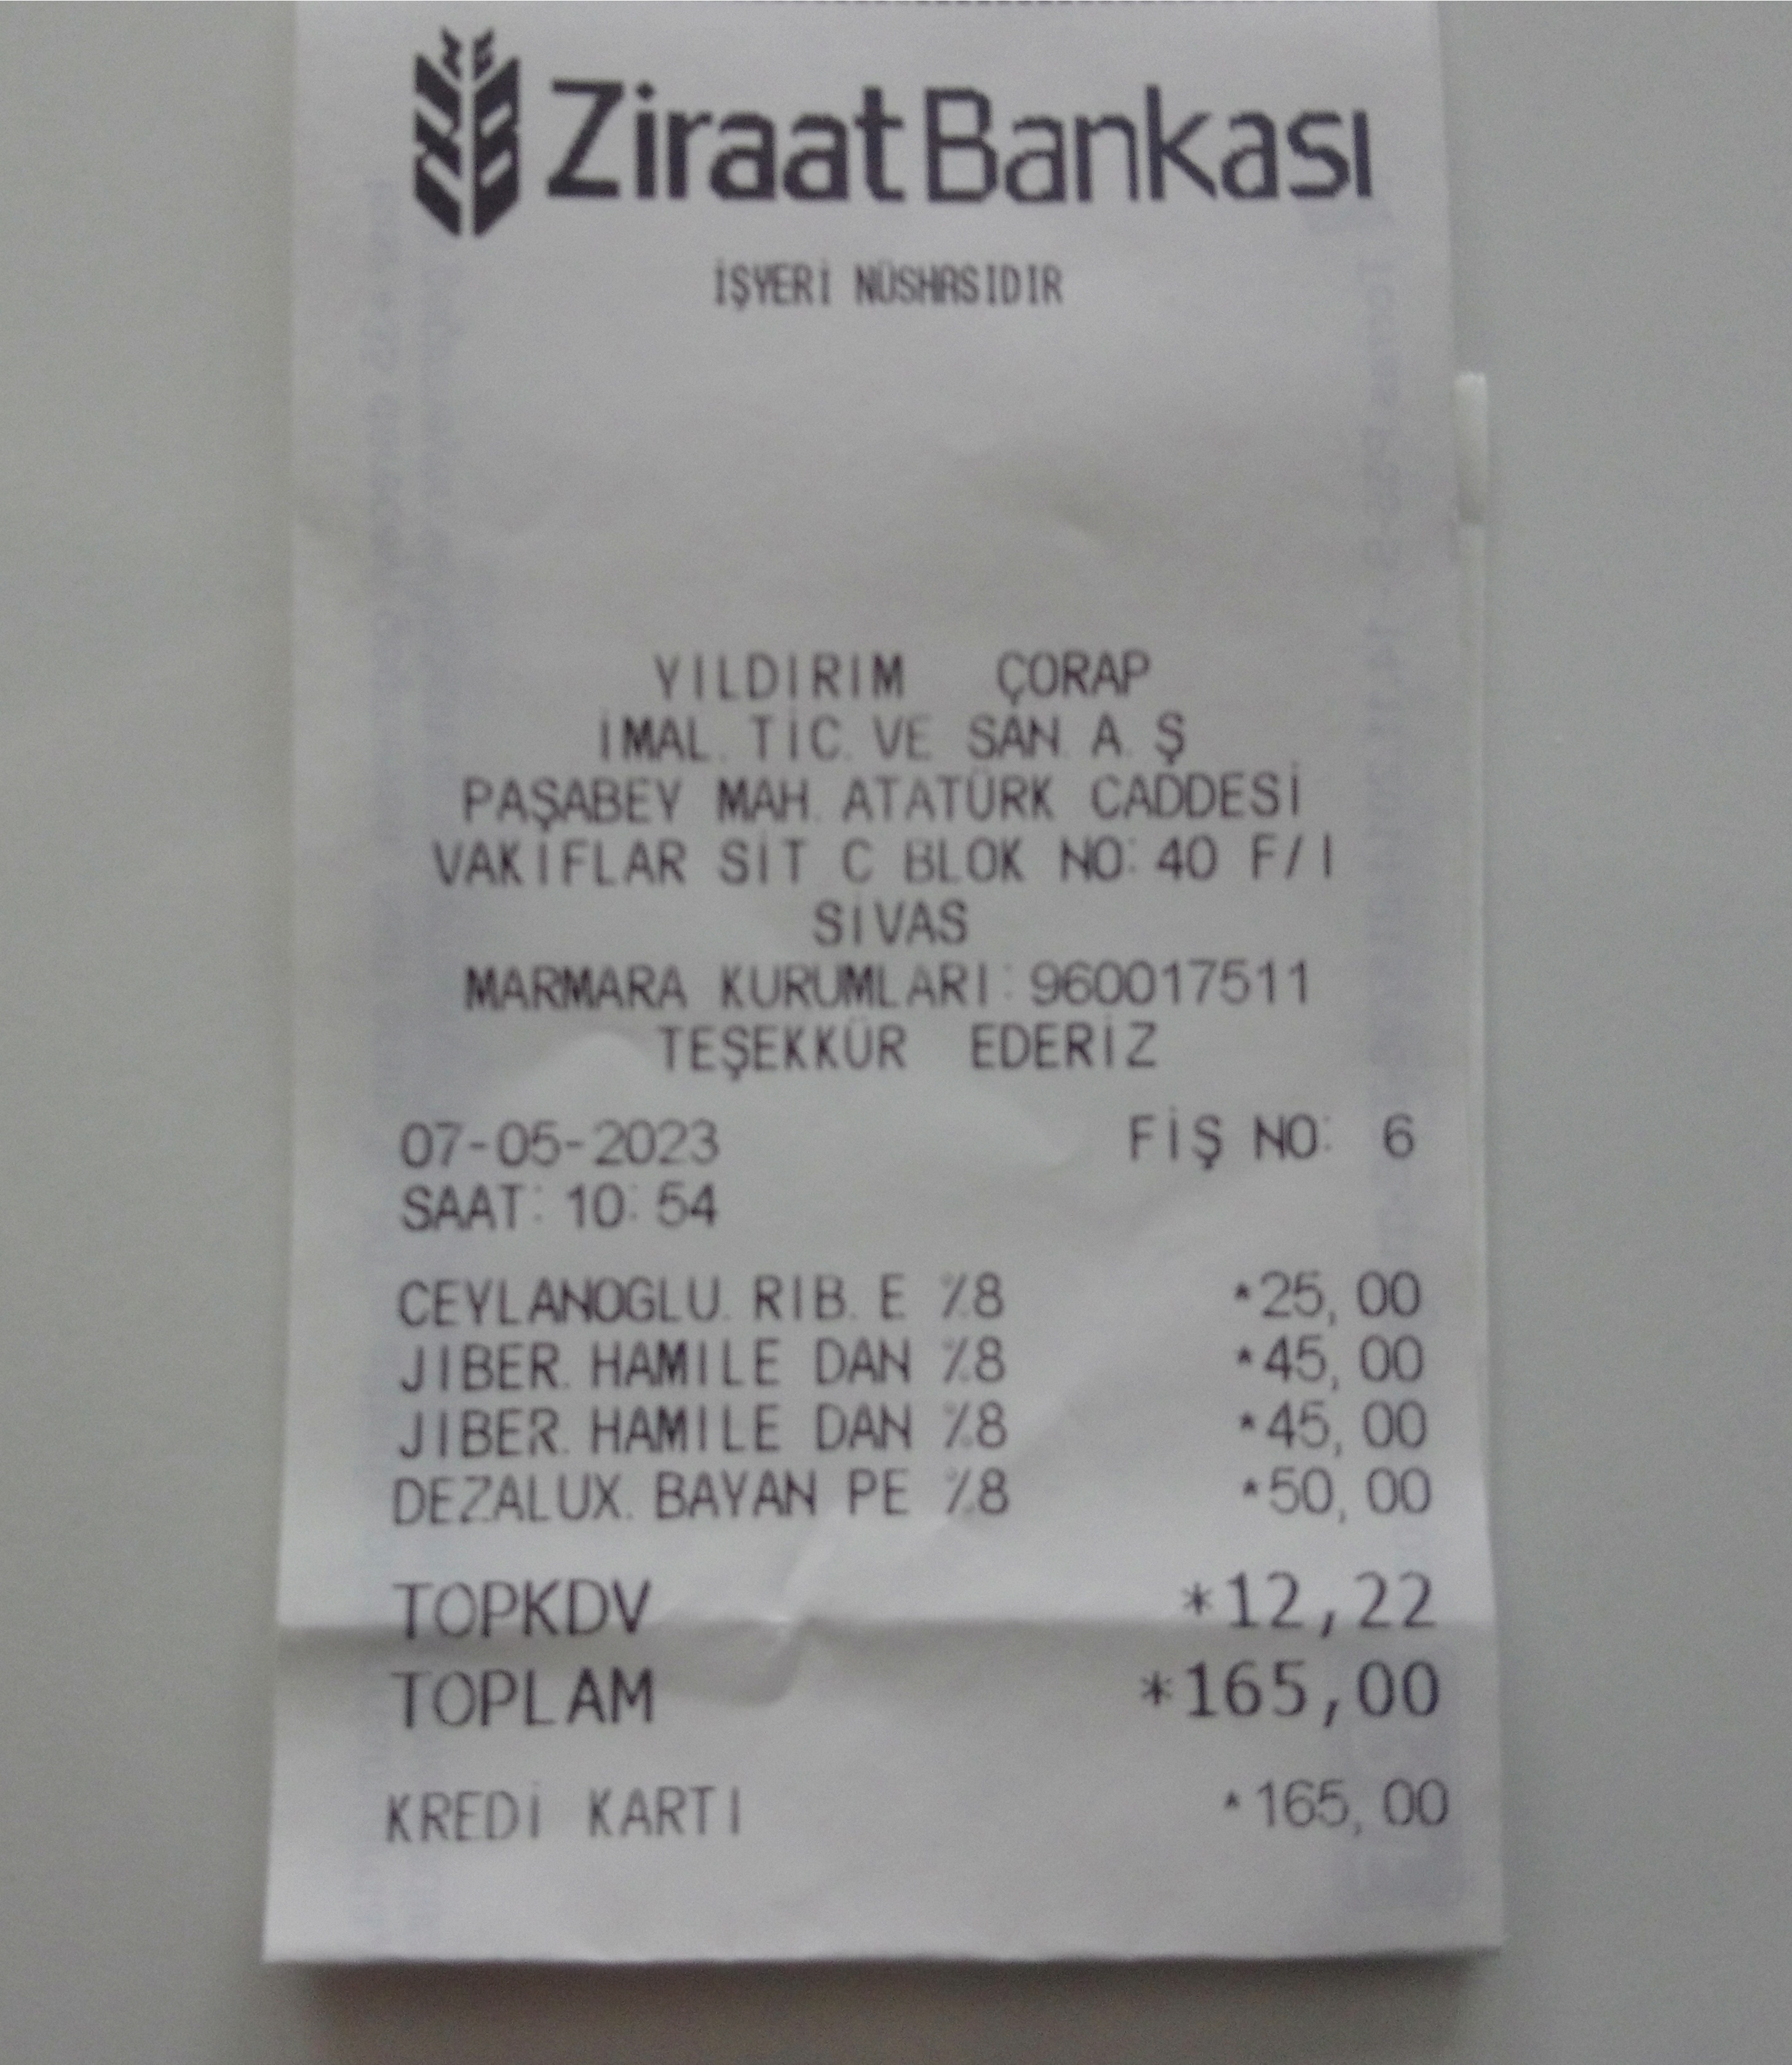 Ziraat Bankası
İŞYERİ NÜSHASIDIR
YILDIRIM ÇORAP
İMAL. TİC. VE SAN. A. Ş
PAŞABEY MAH. ATATÜRK CADDESİ
VAKIFLAR SİT C BLOK NO: 40 F/I
SİVAS
MARMARA KURUMLARI: 960017511
TEŞEKKÜR EDERİZ
07-05-2023 FİŞ NO: 6
SAAT: 10: 54
CEYLANOGLU. RIB. E %8 *25,00
JIBER. HAMILE DAN %8 *45,00
JIBER. HAMILE DAN %8 *45,00
DEZALUX. BAYAN PE %8 *50,00
TOPKDV *12,22
TOPLAM *165,00
KREDİ KARTI *165,00